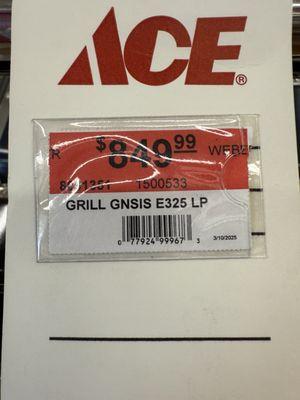 ACE®
$849.99
R WEBE
1500533
GRILL GNSIS E325 LP
0 77924 99967 3
3/10/2025